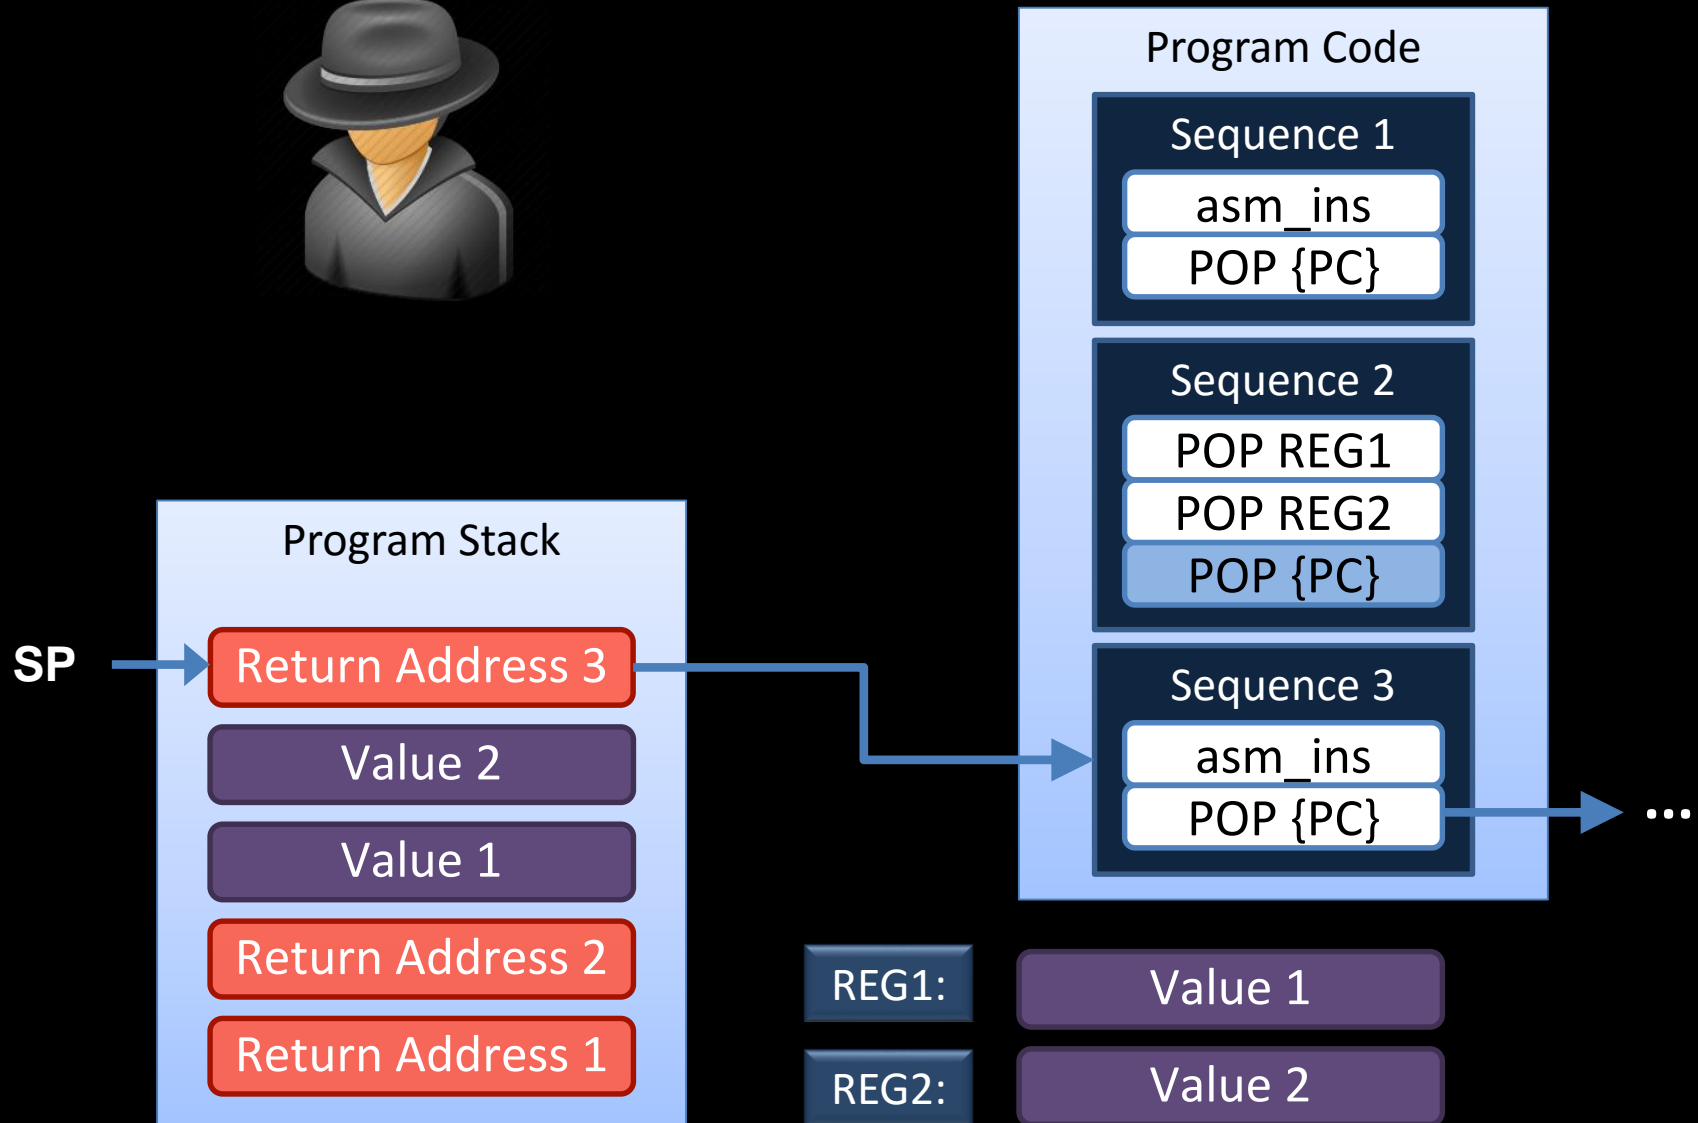 Program Code
Sequence 1
asm_ins
POP {PC}
Sequence 2
POP REG1
POP REG2
POP {PC}
Sequence 3
asm_ins
POP {PC}
...
Program Stack
SP
Return Address 3
Value 2
Value 1
Return Address 2
Return Address 1
REG1:
Value 1
REG2:
Value 2